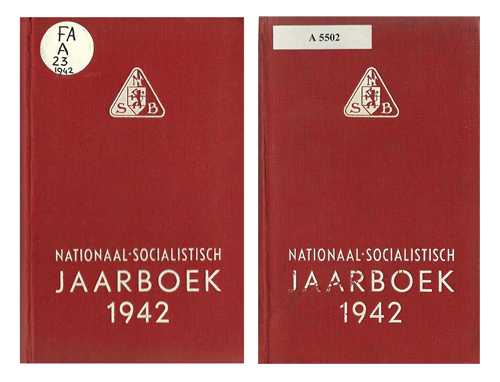 FA
A
23
1942
N
S B
NATIONAAL-SOCIALISTISCH
JAARBOEK
1942
A 5502
N
S B
NATIONAAL-SOCIALISTISCH
JAARBOEK
1942